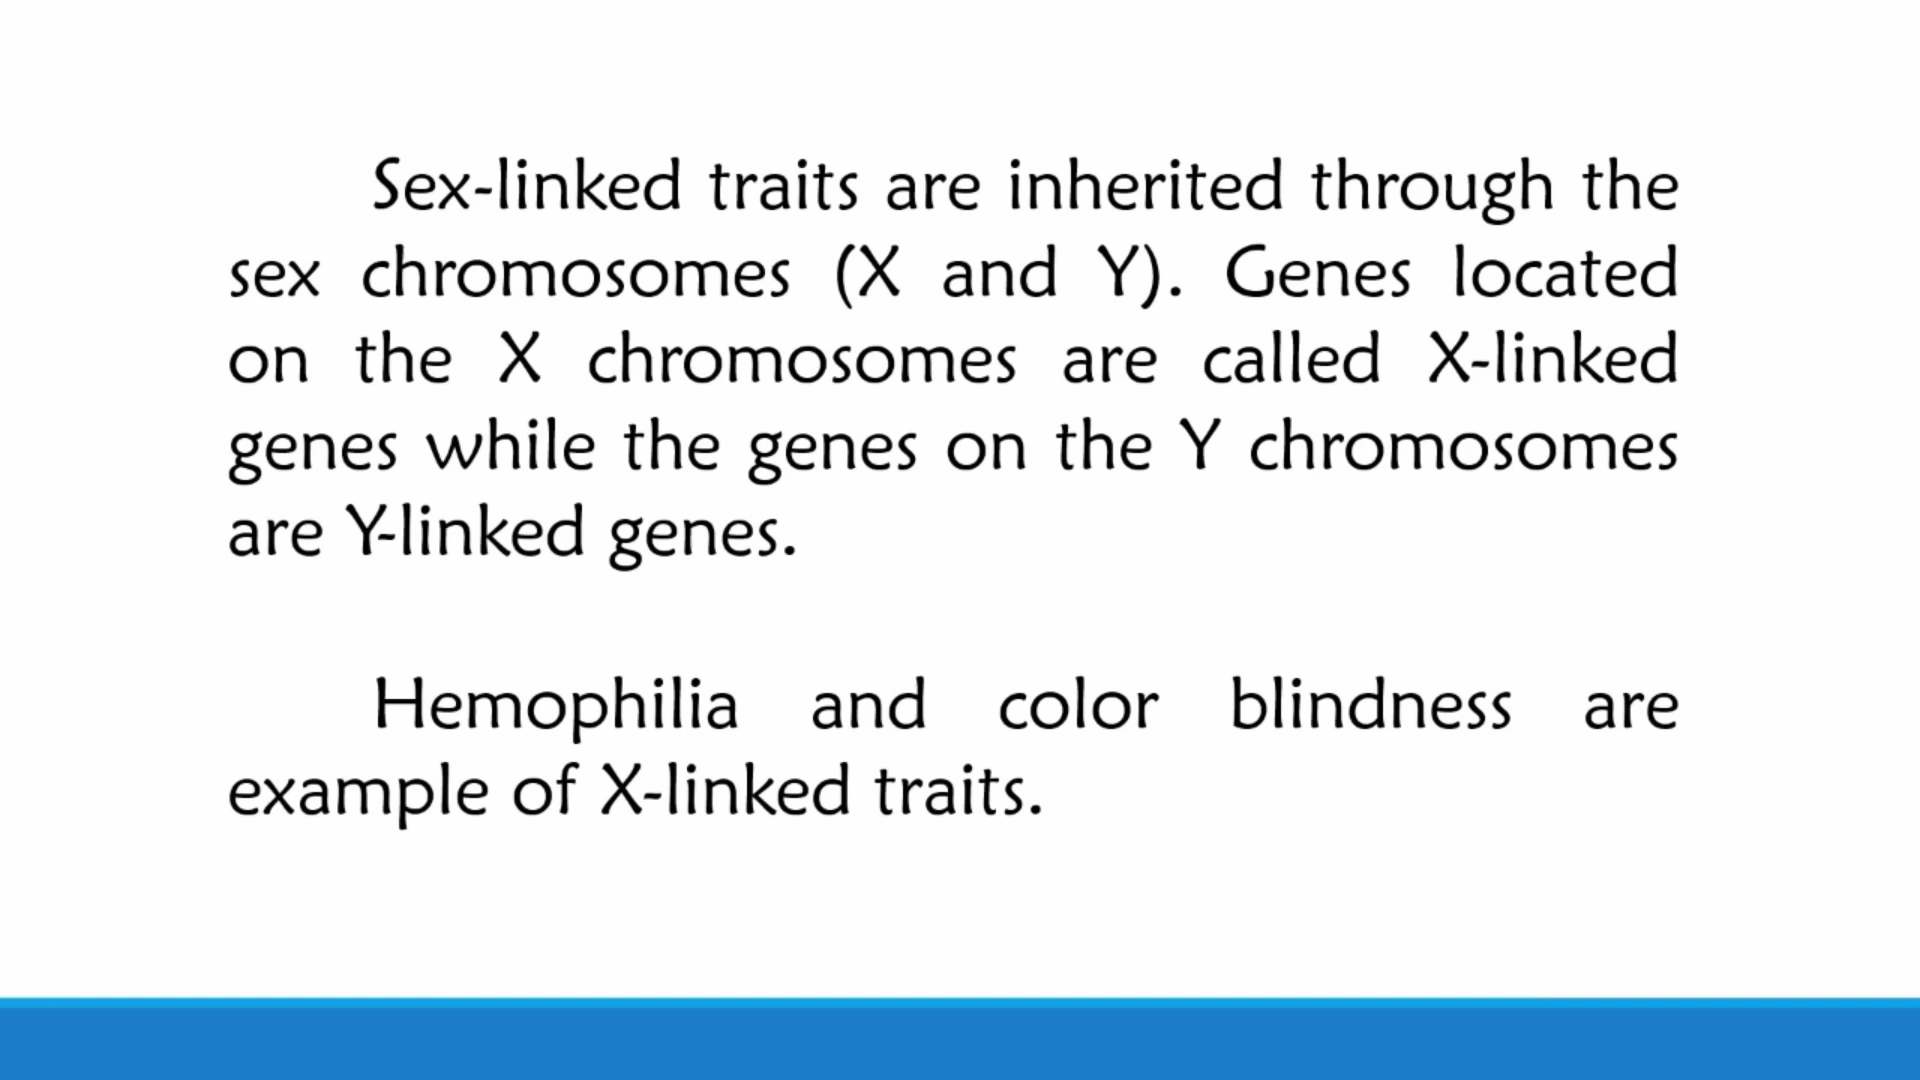 Sex-linked traits are inherited through the
sex chromosomes (X and Y). Genes located
on the X chromosomes are called X-linked
genes while the genes on the Y chromosomes
are Y-linked genes.
Hemophilia and color blindness are
example of X-linked traits.